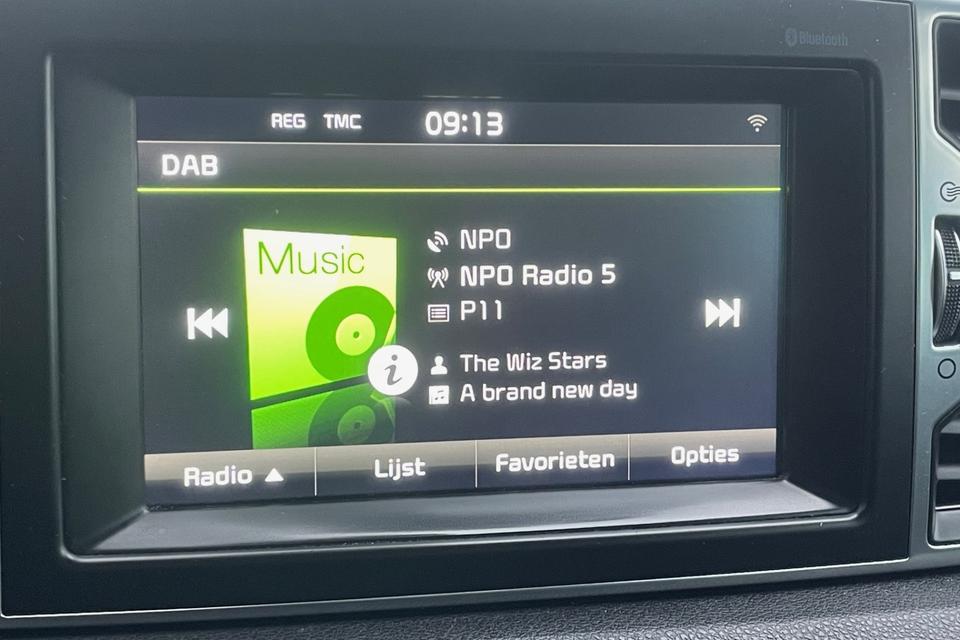 Bluetooth
REG TMC 09:13
DAB
Music
NPO
NPO Radio 5
P11
i
The Wiz Stars
A brand new day
Radio ▲ Lijst Favorieten Opties